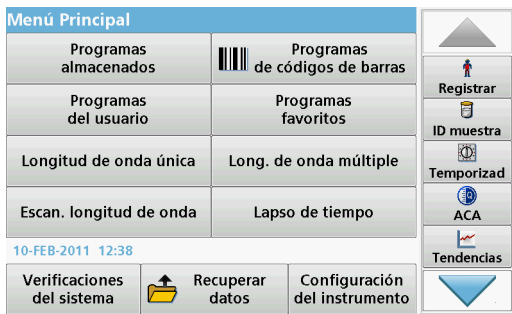 Menú Principal
Programas
almacenados
Programas
de códigos de barras
Programas
del usuario
Programas
favoritos
Longitud de onda única
Long. de onda múltiple
Escan. longitud de onda
Lapso de tiempo
10-FEB-2011 12:38
Verificaciones
del sistema
Recuperar
datos
Configuración
del instrumento
Registrar
ID muestra
Temporizad
ACA
Tendencias